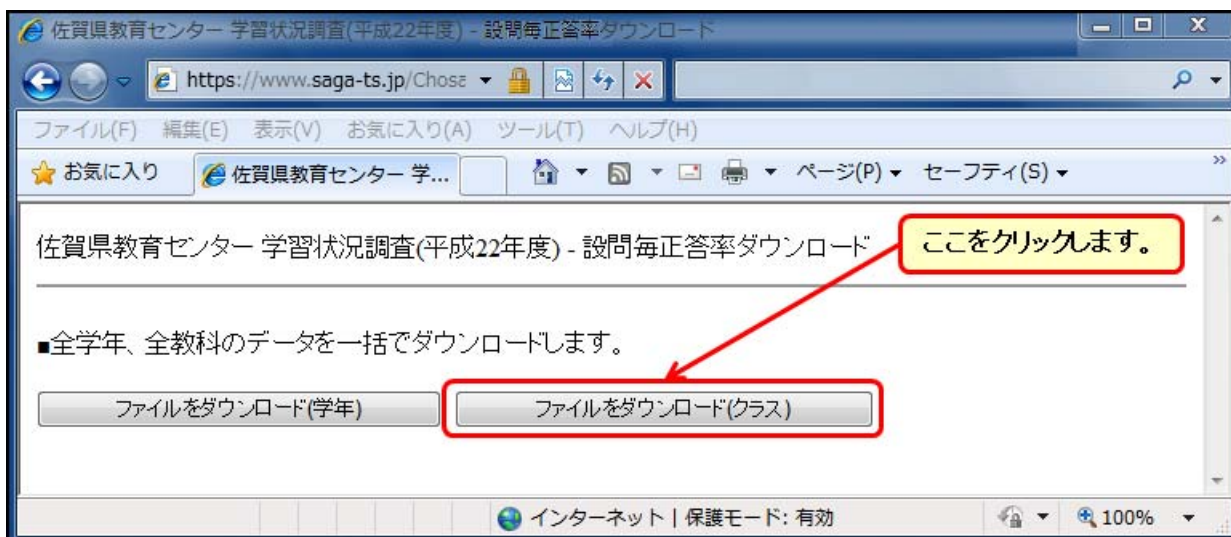 佐賀県教育センター 学習状況調査(平成22年度) - 設問毎正答率ダウンロード
https://www.saga-ts.jp/Chosa
ファイル(F) 編集(E) 表示(V) お気に入り(A) ツール(T) ヘルプ(H)
お気に入り 佐賀県教育センター 学... ページ(P) セーフティ(S)
佐賀県教育センター 学習状況調査(平成22年度) - 設問毎正答率ダウンロード
ここをクリックします。
■全学年、全教科のデータを一括でダウンロードします。
ファイルをダウンロード(学年) ファイルをダウンロード(クラス)
インターネット | 保護モード: 有効 100%